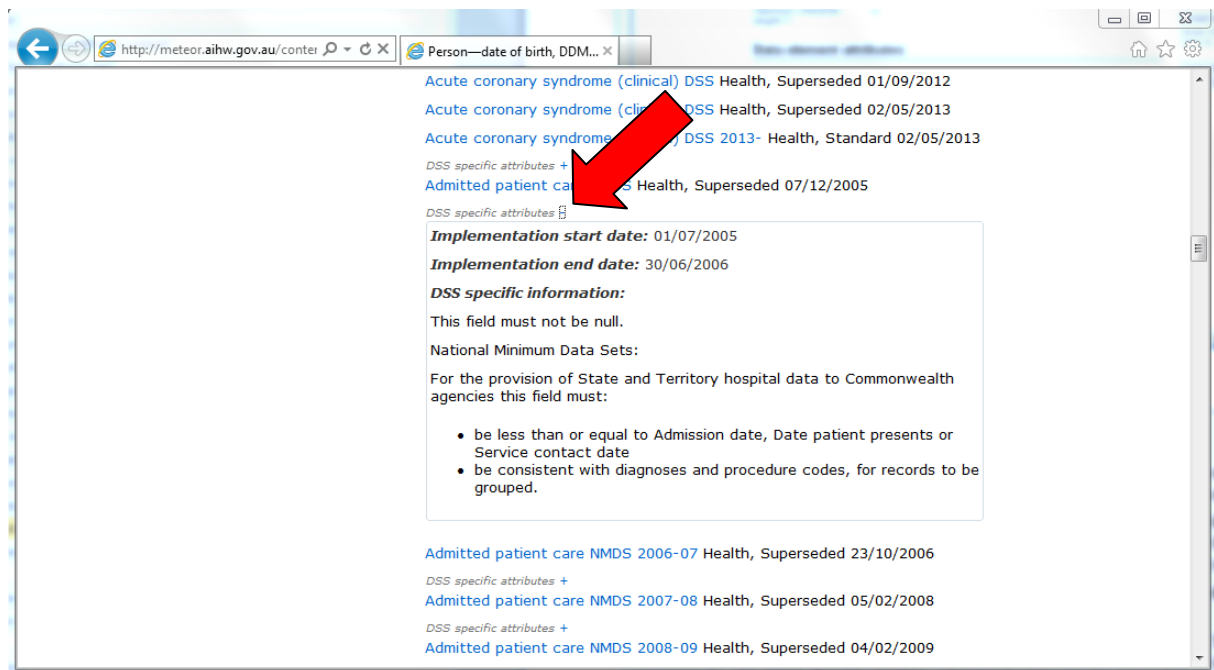 http://meteor.aihw.gov.au/conter
Person—date of birth, DDM...
Data element attributes
Acute coronary syndrome (clinical) DSS Health, Superseded 01/09/2012
Acute coronary syndrome (clin DSS Health, Superseded 02/05/2013
Acute coronary syndrome ) DSS 2013- Health, Standard 02/05/2013
DSS specific attributes +
Admitted patient ca S Health, Superseded 07/12/2005
DSS specific attributes -
Implementation start date: 01/07/2005
Implementation end date: 30/06/2006
DSS specific information:
This field must not be null.
National Minimum Data Sets:
For the provision of State and Territory hospital data to Commonwealth
agencies this field must:
• be less than or equal to Admission date, Date patient presents or
Service contact date
• be consistent with diagnoses and procedure codes, for records to be
grouped.
Admitted patient care NMDS 2006-07 Health, Superseded 23/10/2006
DSS specific attributes +
Admitted patient care NMDS 2007-08 Health, Superseded 05/02/2008
DSS specific attributes +
Admitted patient care NMDS 2008-09 Health, Superseded 04/02/2009